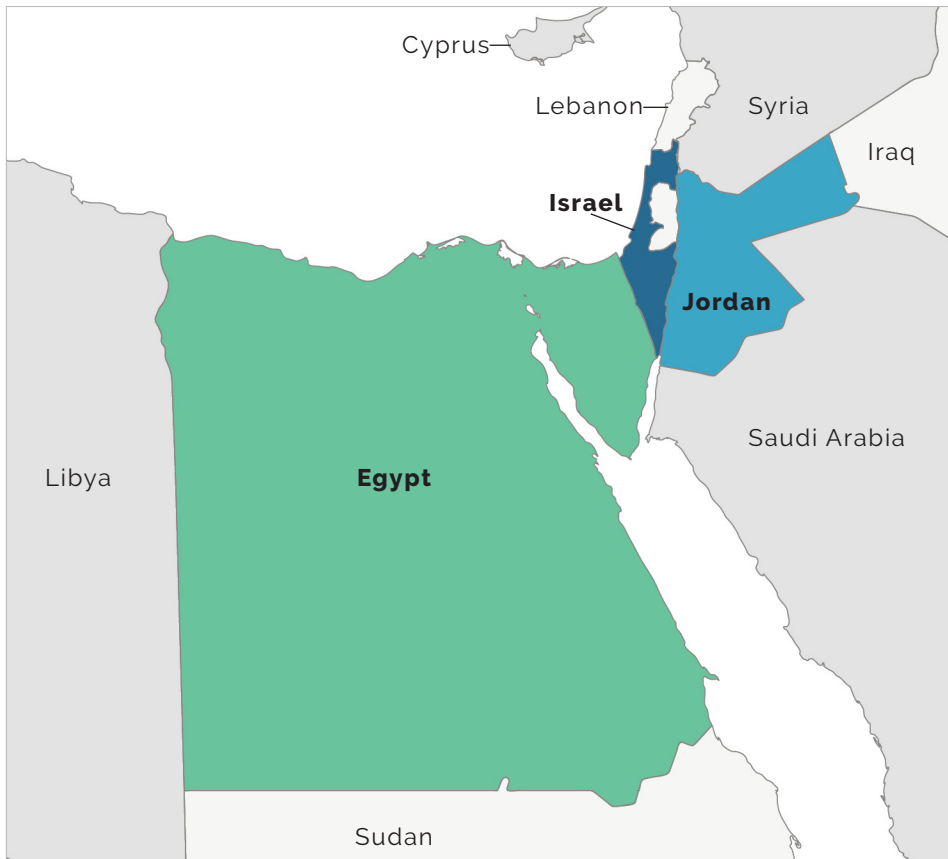 Cyprus
Lebanon
Syria
Iraq
Israel
Jordan
Saudi Arabia
Libya
Egypt
Sudan